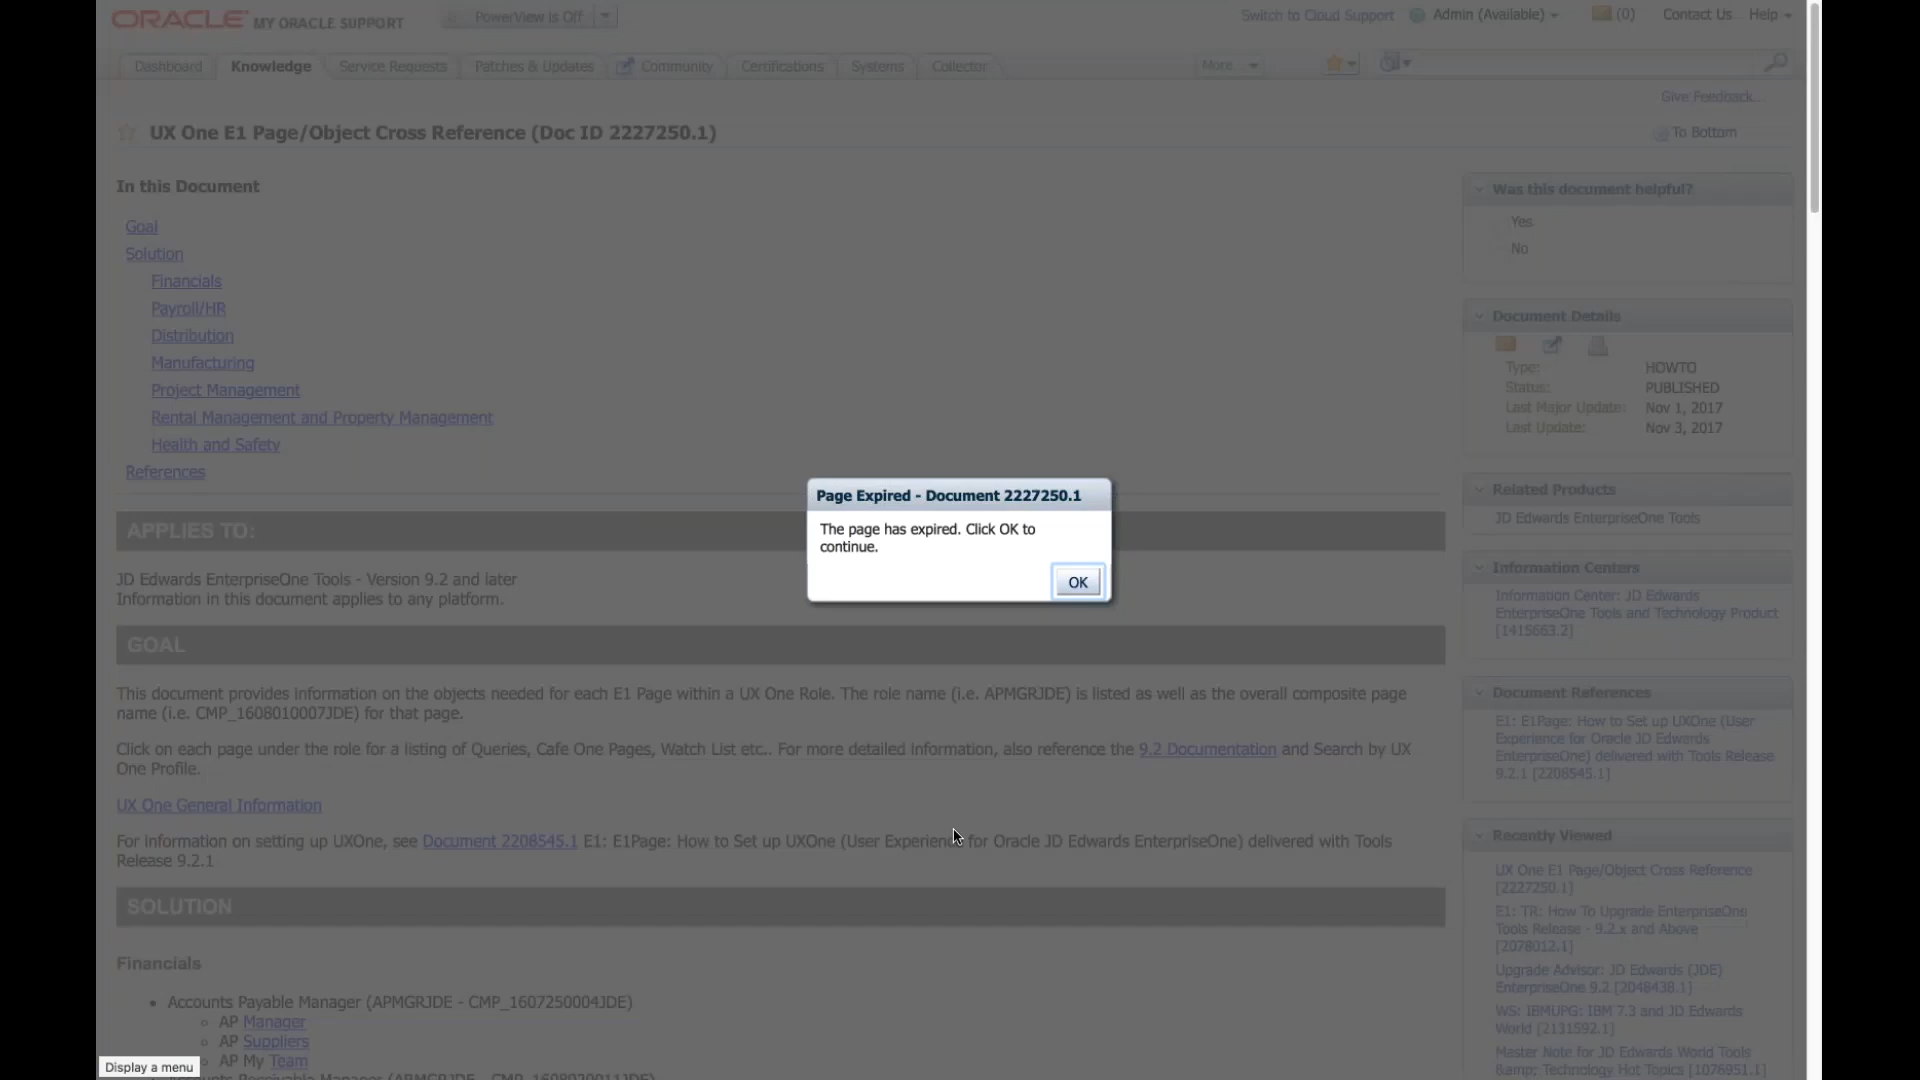 ORACLE MY ORACLE SUPPORT
PowerView is Off
Switch to Cloud Support
Admin (Available)
(0)
Contact Us
Help
Dashboard
Knowledge
Service Requests
Patches & Updates
Community
Certifications
Systems
Collector
More
Give Feedback...
UX One E1 Page/Object Cross Reference (Doc ID 2227250.1)
To Bottom
In this Document
Goal
Solution
Financials
Payroll/HR
Distribution
Manufacturing
Project Management
Rental Management and Property Management
Health and Safety
References
APPLIES TO:
JD Edwards EnterpriseOne Tools - Version 9.2 and later
Information in this document applies to any platform.
GOAL
This document provides information on the objects needed for each E1 Page within a UX One Role. The role name (i.e. APMGRJDE) is listed as well as the overall composite page
name (i.e. CMP_1608010007JDE) for that page.
Click on each page under the role for a listing of Queries, Cafe One Pages, Watch List etc.. For more detailed information, also reference the 9.2 Documentation and Search by UX
One Profile.
UX One General Information
For information on setting up UXOne, see Document 2208545.1 E1: E1Page: How to Set up UXOne (User Experience for Oracle JD Edwards EnterpriseOne) delivered with Tools
Release 9.2.1
SOLUTION
Financials
• Accounts Payable Manager (APMGRJDE - CMP_1607250004JDE)
○ AP Manager
○ AP Suppliers
○ AP My Team
Accounts Receivable Manager (ARMGRJDE - CMP_1608020011JDE)
Display a menu
Page Expired - Document 2227250.1
The page has expired. Click OK to
continue.
OK
Was this document helpful?
Yes
No
Document Details
Type: HOWTO
Status: PUBLISHED
Last Major Update: Nov 1, 2017
Last Update: Nov 3, 2017
Related Products
JD Edwards EnterpriseOne Tools
Information Centers
Information Center: JD Edwards
EnterpriseOne Tools and Technology Product
[1415663.2]
Document References
E1: E1Page: How to Set up UXOne (User
Experience for Oracle JD Edwards
EnterpriseOne) delivered with Tools Release
9.2.1 [2208545.1]
Recently Viewed
UX One E1 Page/Object Cross Reference
[2227250.1]
E1: TR: How To Upgrade EnterpriseOne
Tools Release - 9.2.x and Above
[2078012.1]
Upgrade Advisor: JD Edwards (JDE)
EnterpriseOne 9.2 [2048438.1]
WS: IBMUPG: IBM 7.3 and JD Edwards
World [2131592.1]
Master Note for JD Edwards World Tools
&amp; Technology Hot Topics [1076951.1]